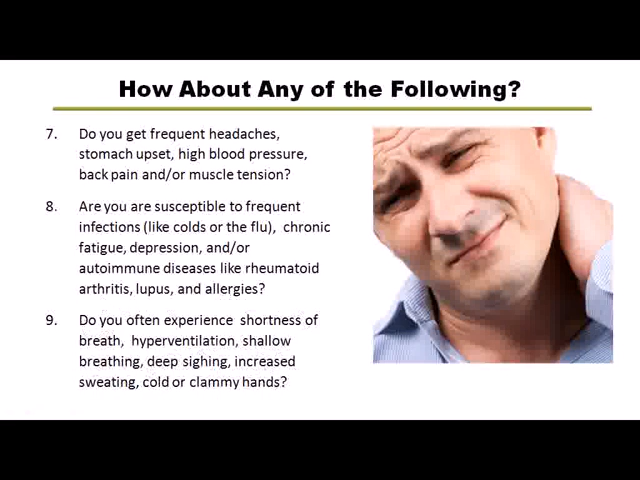 How About Any of the Following?
7. Do you get frequent headaches,
stomach upset, high blood pressure,
back pain and/or muscle tension?
8. Are you are susceptible to frequent
infections (like colds or the flu), chronic
fatigue, depression, and/or
autoimmune diseases like rheumatoid
arthritis, lupus, and allergies?
9. Do you often experience shortness of
breath, hyperventilation, shallow
breathing, deep sighing, increased
sweating, cold or clammy hands?